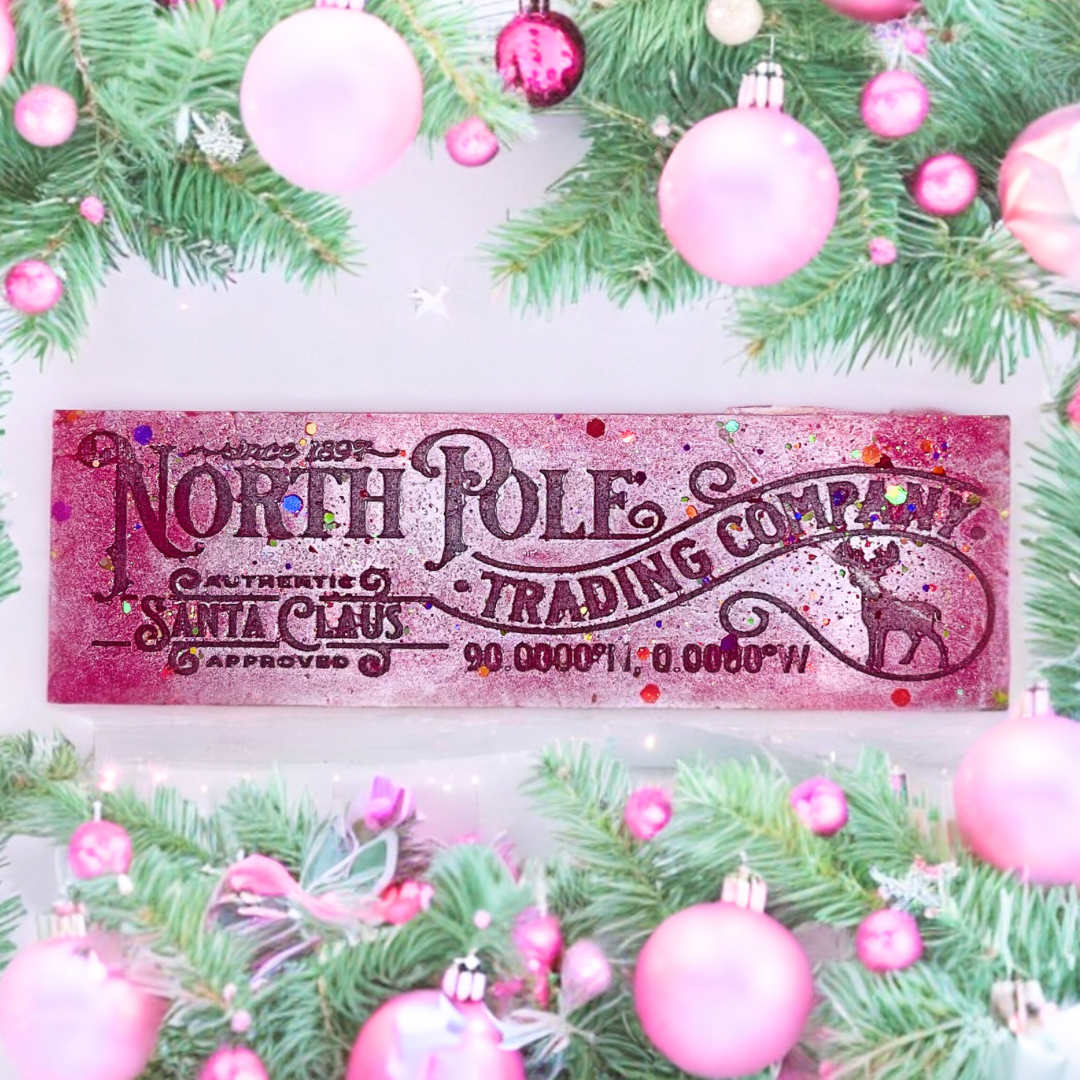 since 1897
NORTH POLE
TRADING COMPANY
AUTHENTIC
SANTA CLAUS
APPROVED
90.0000°N, 0.0000°W